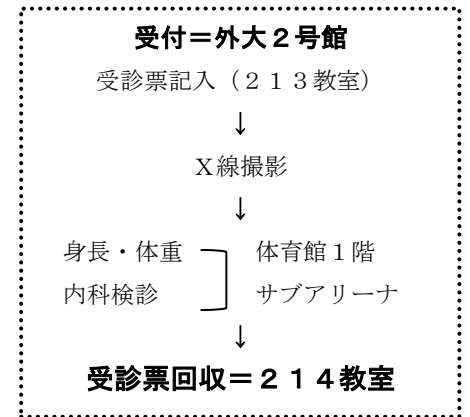 受付＝外大２号館
受診票記入（２１３教室）
↓
Ｘ線撮影
↓
身長・体重　体育館１階
内科検診　サブアリーナ
↓
受診票回収＝２１４教室